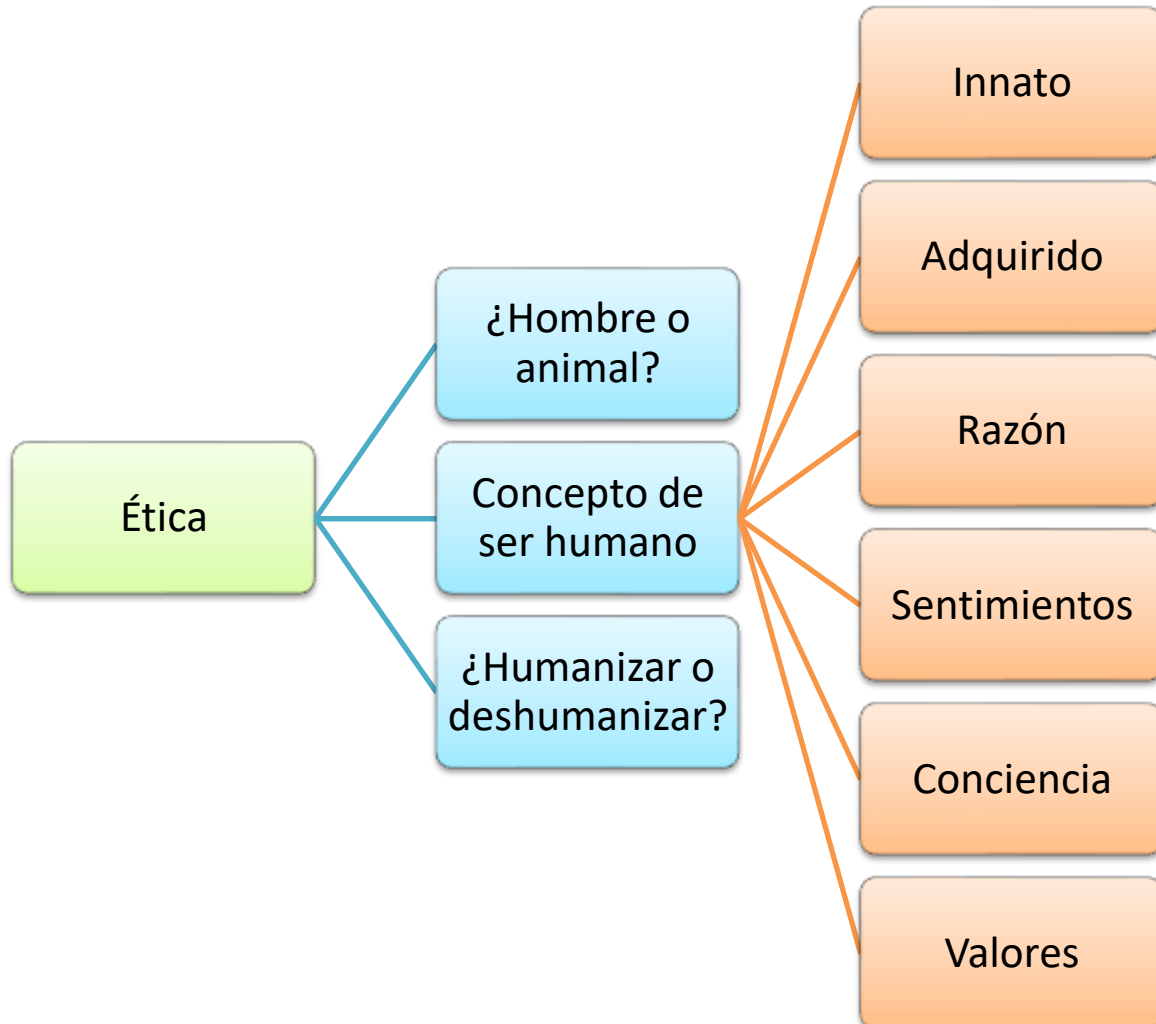 Ética
¿Hombre o
animal?
Concepto de
ser humano
¿Humanizar o
deshumanizar?
Innato
Adquirido
Razón
Sentimientos
Conciencia
Valores